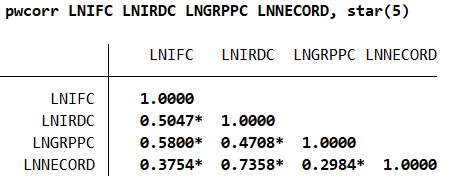 pwcorr LNIFC LNIRDC LNGRPPC LNNECORD, star(5)
LNIFC LNIRDC LNGRPPC LNNECORD
LNIFC 1.0000
LNIRDC 0.5047* 1.0000
LNGRPPC 0.5800* 0.4708* 1.0000
LNNECORD 0.3754* 0.7358* 0.2984* 1.0000